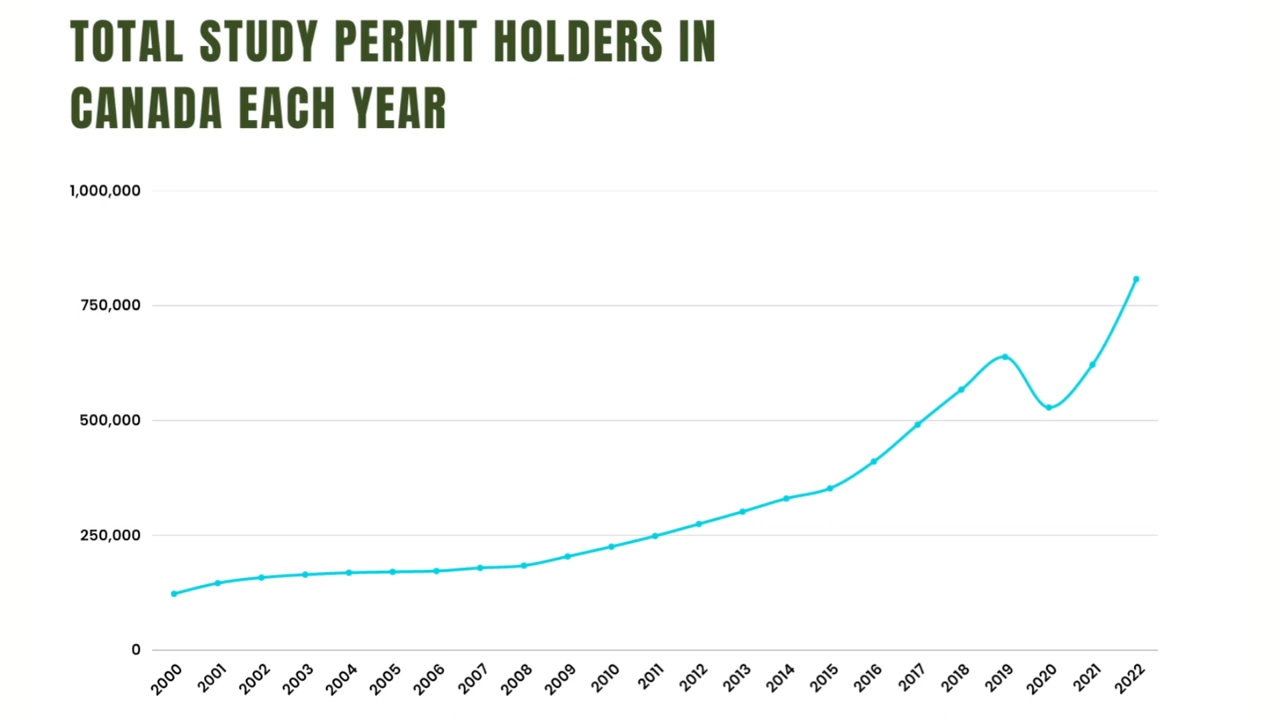 TOTAL STUDY PERMIT HOLDERS IN
CANADA EACH YEAR
1,000,000
750,000
500,000
250,000
0
2000 2001 2002 2003 2004 2005 2006 2007 2008 2009 2010 2011 2012 2013 2014 2015 2016 2017 2018 2019 2020 2021 2022